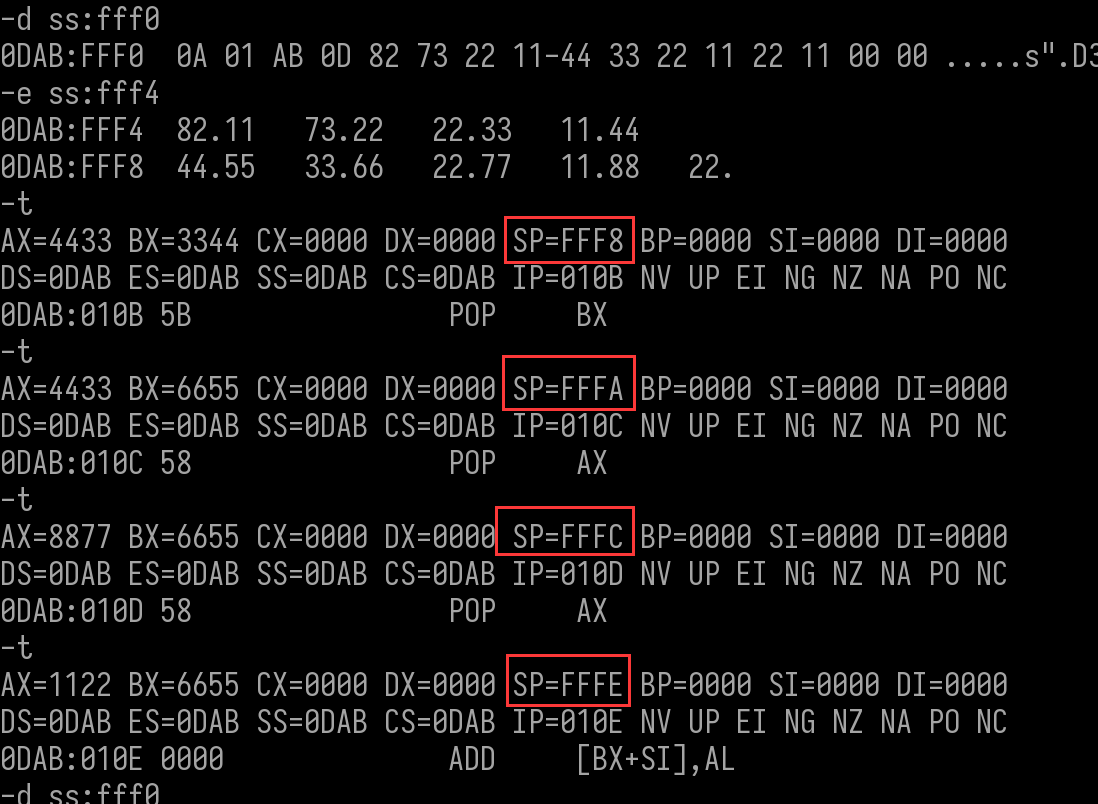 -d ss:fff0
0DAB:FFF0  0A 01 AB 0D 82 73 22 11-44 33 22 11 22 11 00 00 .....s".D3
-e ss:fff4
0DAB:FFF4  82.11   73.22   22.33   11.44
0DAB:FFF8  44.55   33.66   22.77   11.88   22.
-t
AX=4433 BX=3344 CX=0000 DX=0000 SP=FFF8 BP=0000 SI=0000 DI=0000
DS=0DAB ES=0DAB SS=0DAB CS=0DAB IP=010B NV UP EI NG NZ NA PO NC
0DAB:010B 5B                POP     BX
-t
AX=4433 BX=6655 CX=0000 DX=0000 SP=FFFA BP=0000 SI=0000 DI=0000
DS=0DAB ES=0DAB SS=0DAB CS=0DAB IP=010C NV UP EI NG NZ NA PO NC
0DAB:010C 58                POP     AX
-t
AX=8877 BX=6655 CX=0000 DX=0000 SP=FFFC BP=0000 SI=0000 DI=0000
DS=0DAB ES=0DAB SS=0DAB CS=0DAB IP=010D NV UP EI NG NZ NA PO NC
0DAB:010D 58                POP     AX
-t
AX=1122 BX=6655 CX=0000 DX=0000 SP=FFFE BP=0000 SI=0000 DI=0000
DS=0DAB ES=0DAB SS=0DAB CS=0DAB IP=010E NV UP EI NG NZ NA PO NC
0DAB:010E 0000              ADD     [BX+SI],AL
-d ss:fff0